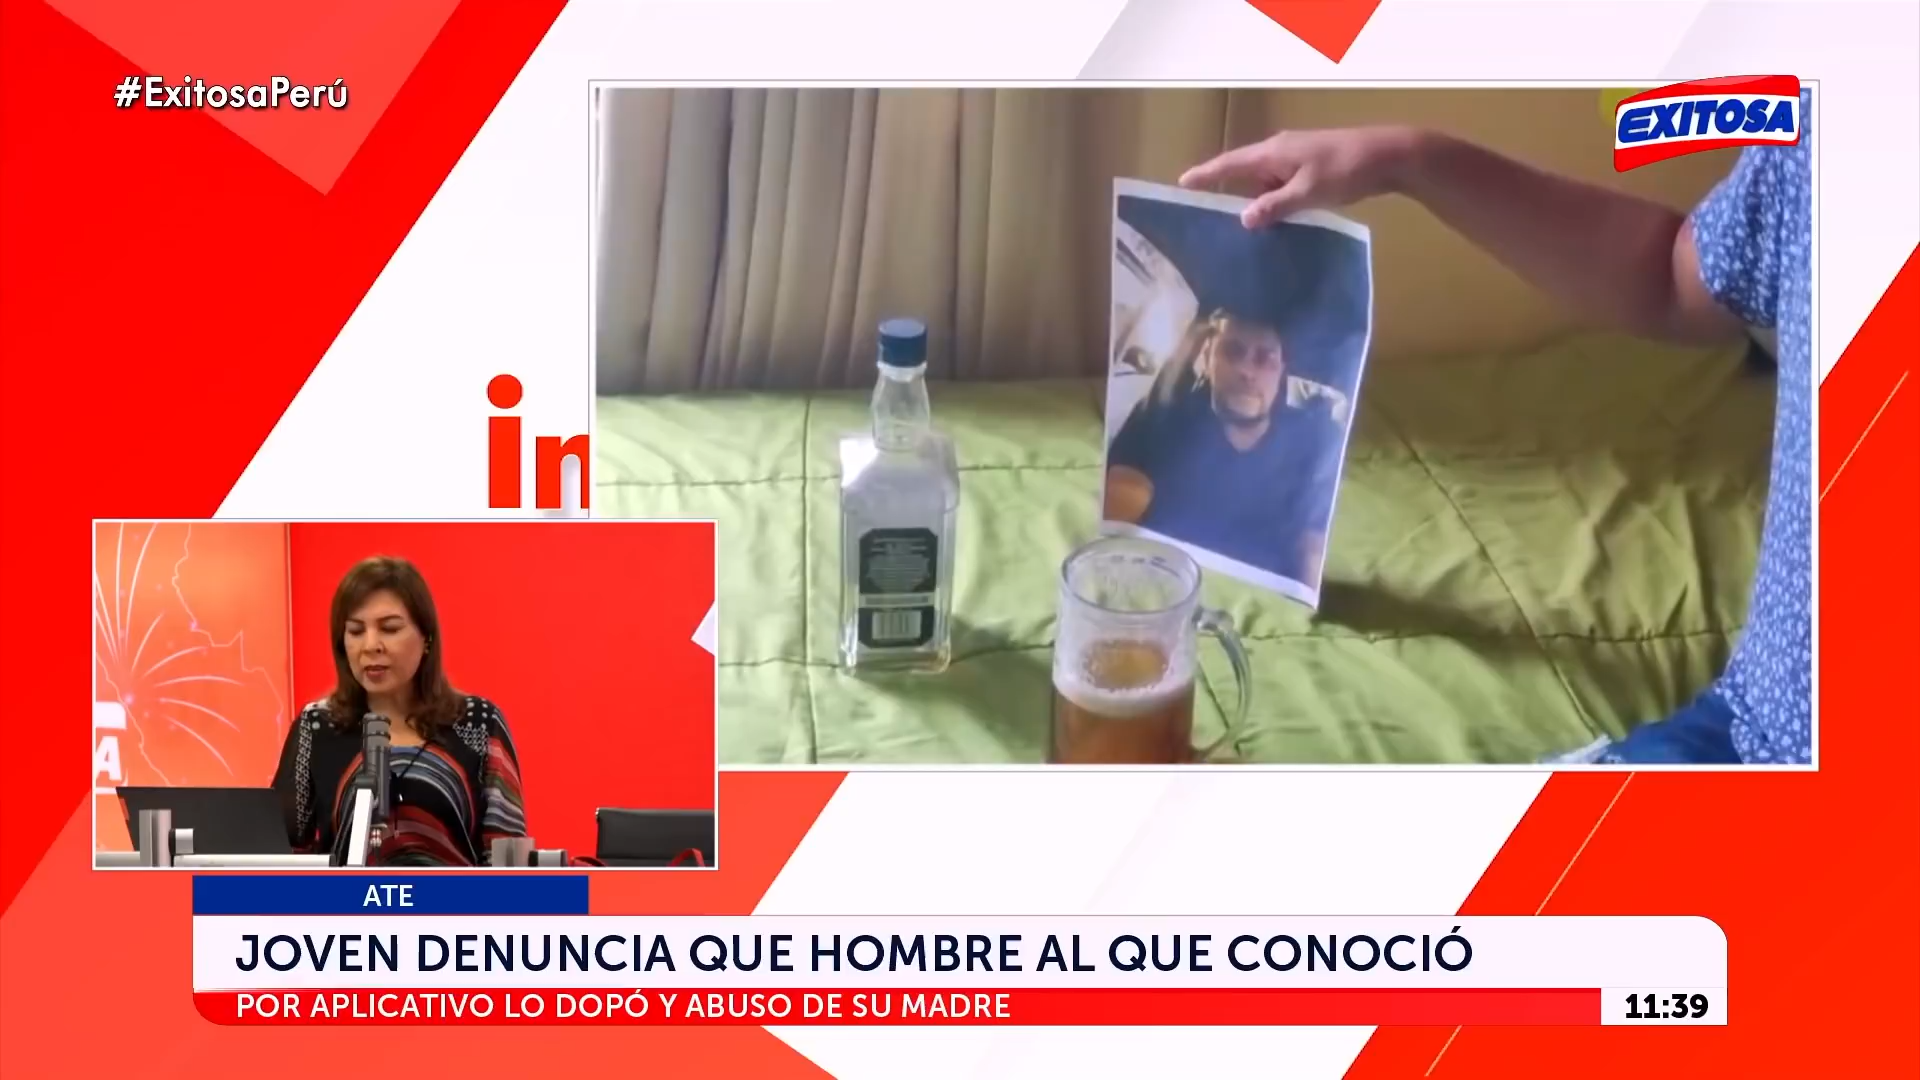 #ExitosaPerú
EXITOSA
in
A
ATE
JOVEN DENUNCIA QUE HOMBRE AL QUE CONOCIÓ
POR APLICATIVO LO DOPÓ Y ABUSO DE SU MADRE
11:39